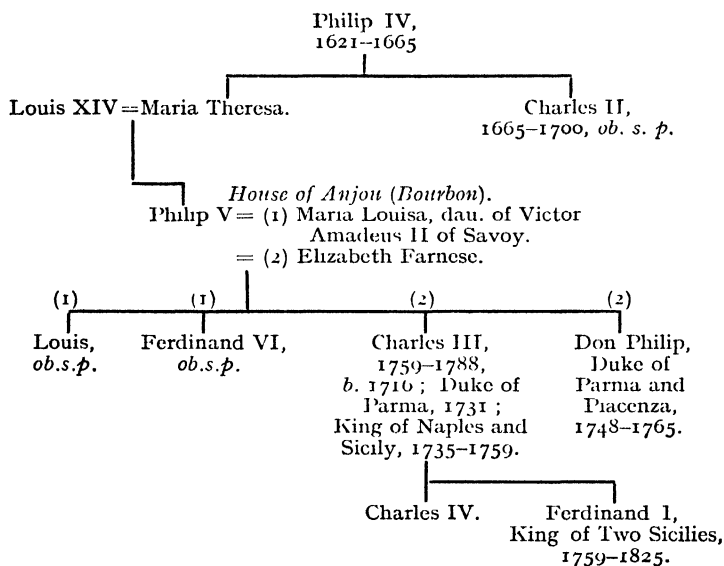 Philip IV,
1621–1665
Louis XIV = Maria Theresa.
Charles II,
1665–1700, ob. s. p.
House of Anjou (Bourbon).
Philip V = (1) Maria Louisa, dau. of Victor
Amadeus II of Savoy.
= (2) Elizabeth Farnese.
(1) (1) (2) (2)
Louis,
ob.s.p.
Ferdinand VI,
ob.s.p.
Charles III,
1759–1788,
b. 1716 ; Duke of
Parma, 1731 ;
King of Naples and
Sicily, 1735–1759.
Don Philip,
Duke of
Parma and
Piacenza,
1748–1765.
Charles IV.
Ferdinand I,
King of Two Sicilies,
1759–1825.